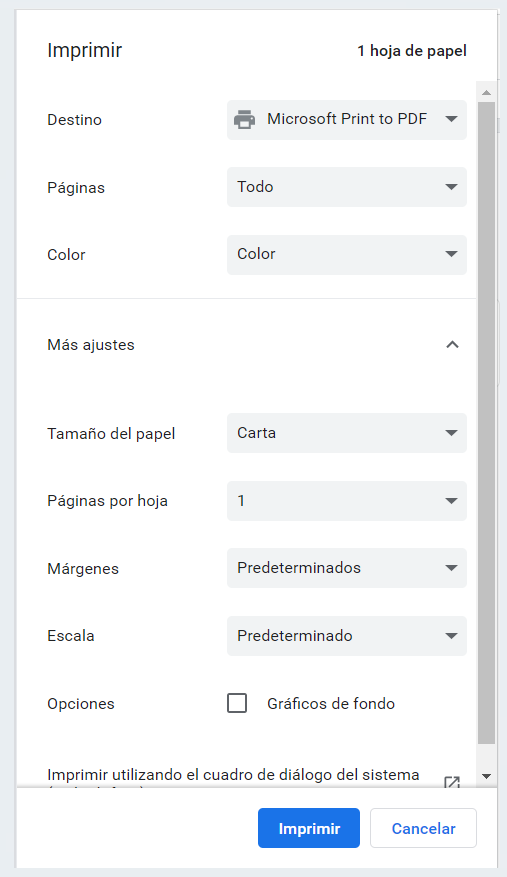 Imprimir
1 hoja de papel
Destino
Microsoft Print to PDF
Páginas
Todo
Color
Color
Más ajustes
Tamaño del papel
Carta
Páginas por hoja
1
Márgenes
Predeterminados
Escala
Predeterminado
Opciones
Gráficos de fondo
Imprimir utilizando el cuadro de diálogo del sistema
Imprimir
Cancelar